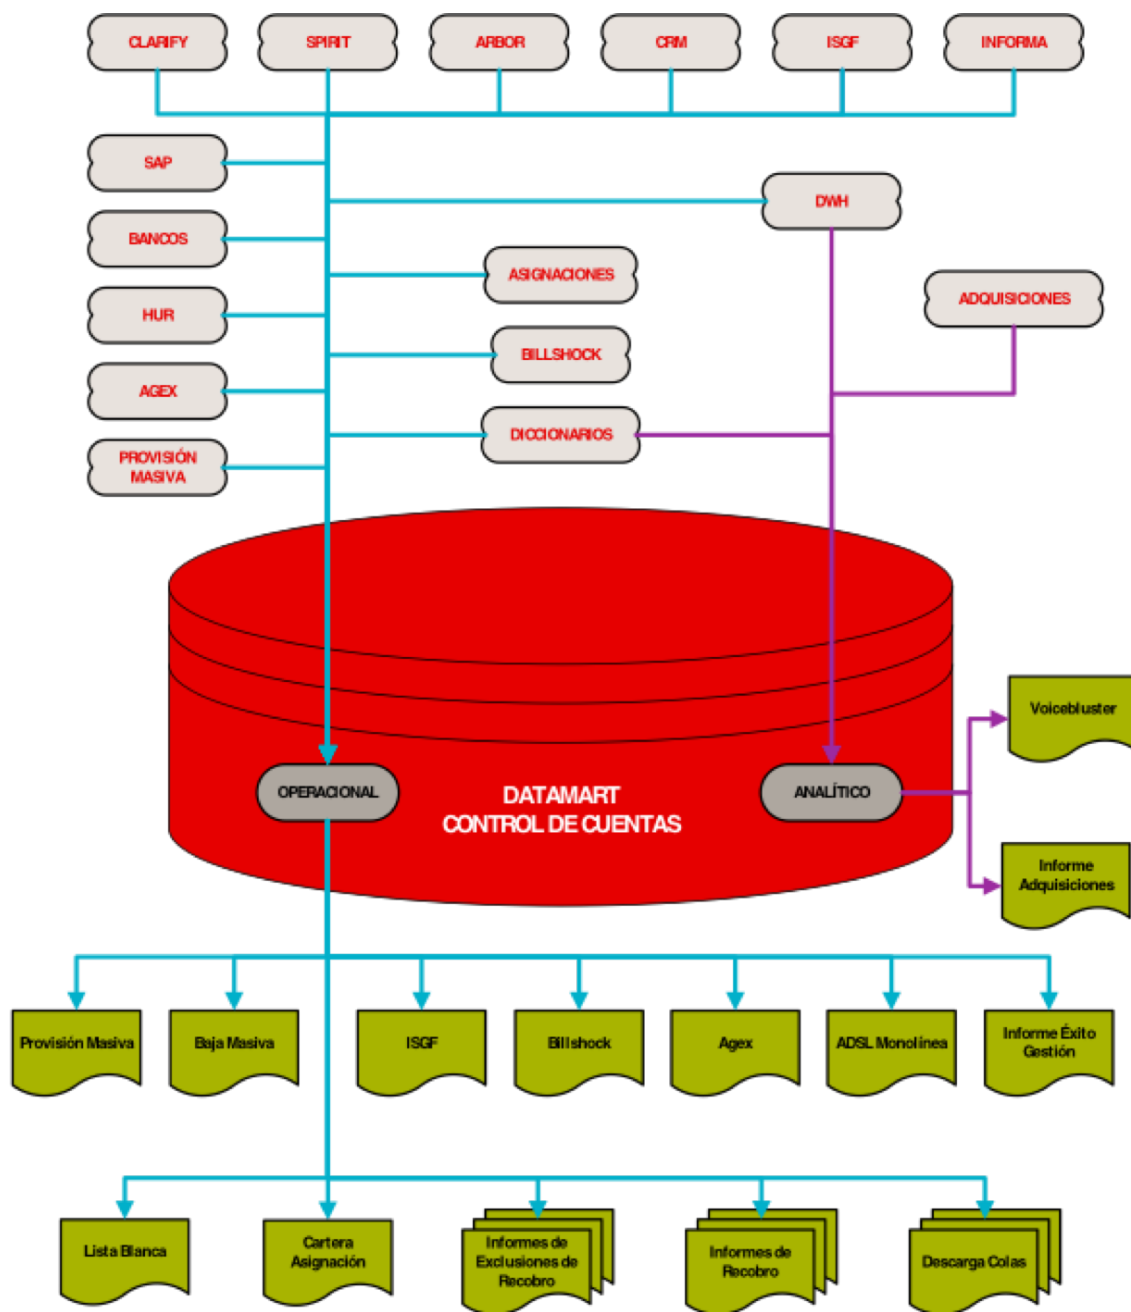 CLARIFY
SPIRIT
ARBOR
CRM
ISGF
INFORMA
SAP
DWH
BANCOS
ASIGNACIONES
ADQUISICIONES
HUR
BILLSHOCK
AGEX
DICCIONARIOS
PROVISIÓN
MASIVA
Voicebluster
OPERACIONAL
DATAMART
CONTROL DE CUENTAS
ANALÍTICO
Informe
Adquisiciones
Provisión Masiva
Baja Masiva
ISGF
Billshock
Agex
ADSL Monolínea
Informe Éxito
Gestión
Lista Blanca
Cartera
Asignación
Informes de
Exclusiones de
Recobro
Informes de
Recobro
Descarga Colas